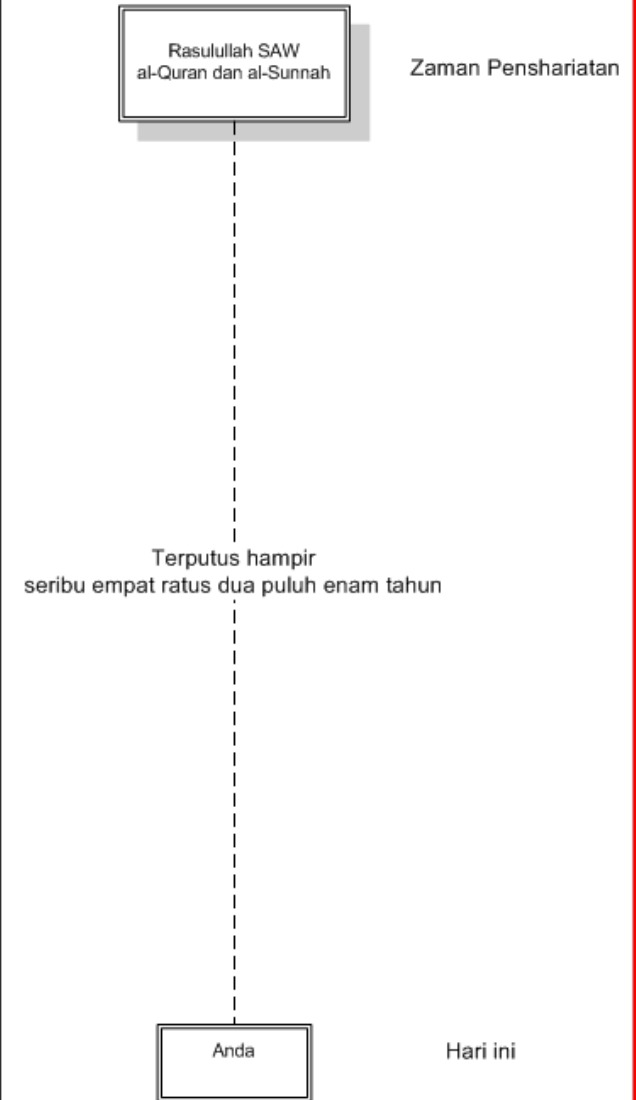 Rasulullah SAW
al-Quran dan al-Sunnah
Zaman Penshariatan
Terputus hampir
seribu empat ratus dua puluh enam tahun
Anda
Hari ini